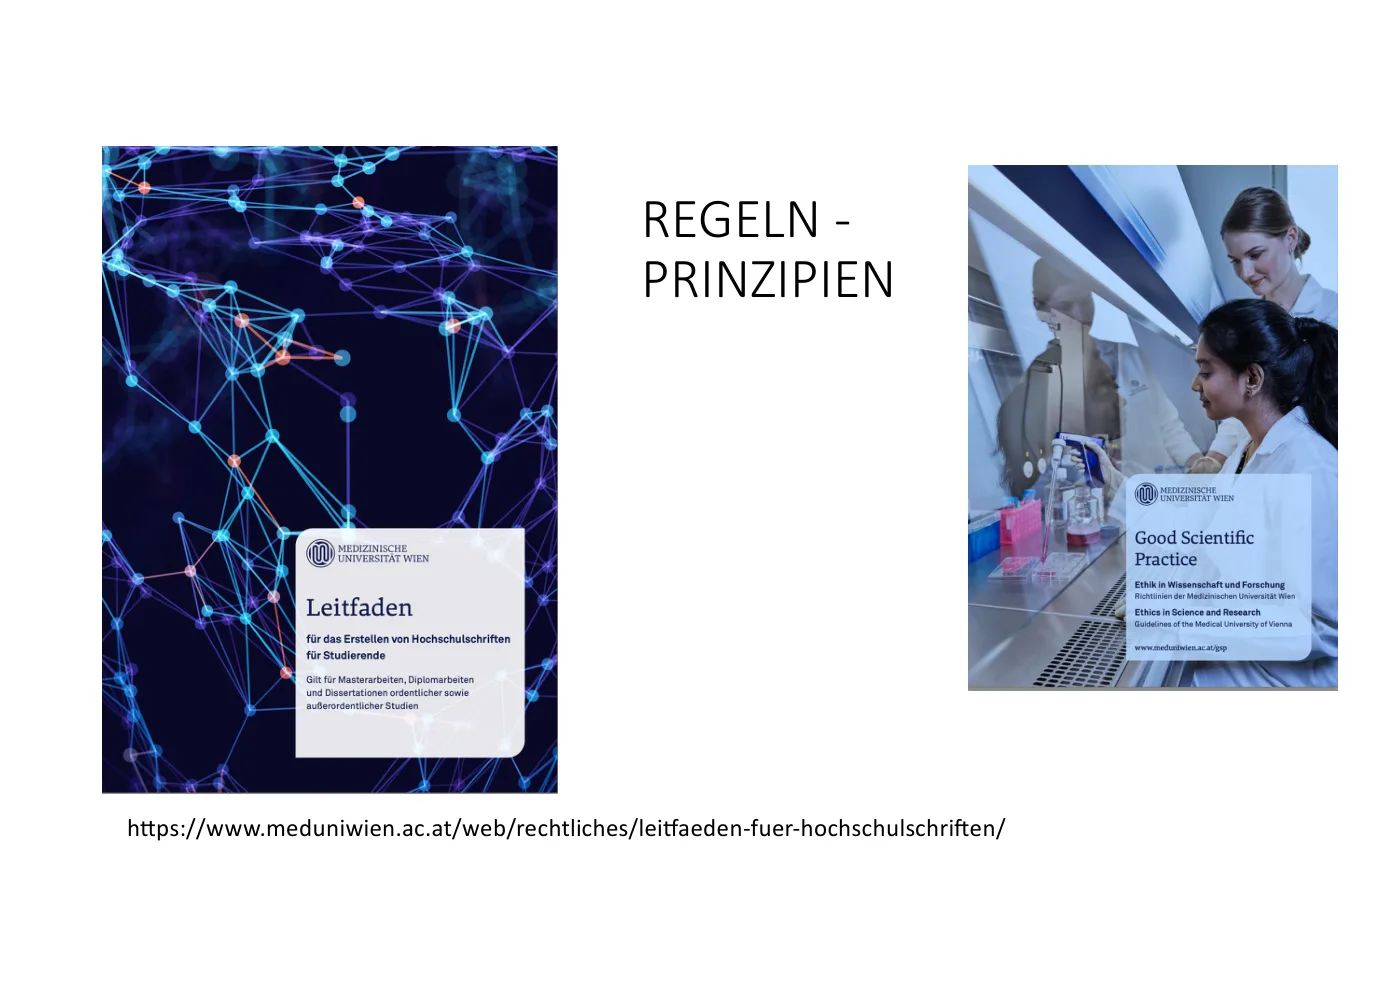 REGELN -
PRINZIPIEN
MEDIZINISCHE
UNIVERSITÄT WIEN
Leitfaden
für das Erstellen von Hochschulschriften
für Studierende
Gilt für Masterarbeiten, Diplomarbeiten
und Dissertationen ordentlicher sowie
außerordentlicher Studien
MEDIZINISCHE
UNIVERSITÄT WIEN
Good Scientific
Practice
Ethik in Wissenschaft und Forschung
Richtlinien der Medizinischen Universität Wien
Ethics in Science and Research
Guidelines of the Medical University of Vienna
www.meduniwien.ac.at/gsp
https://www.meduniwien.ac.at/web/rechtliches/leitfaeden-fuer-hochschulschriften/